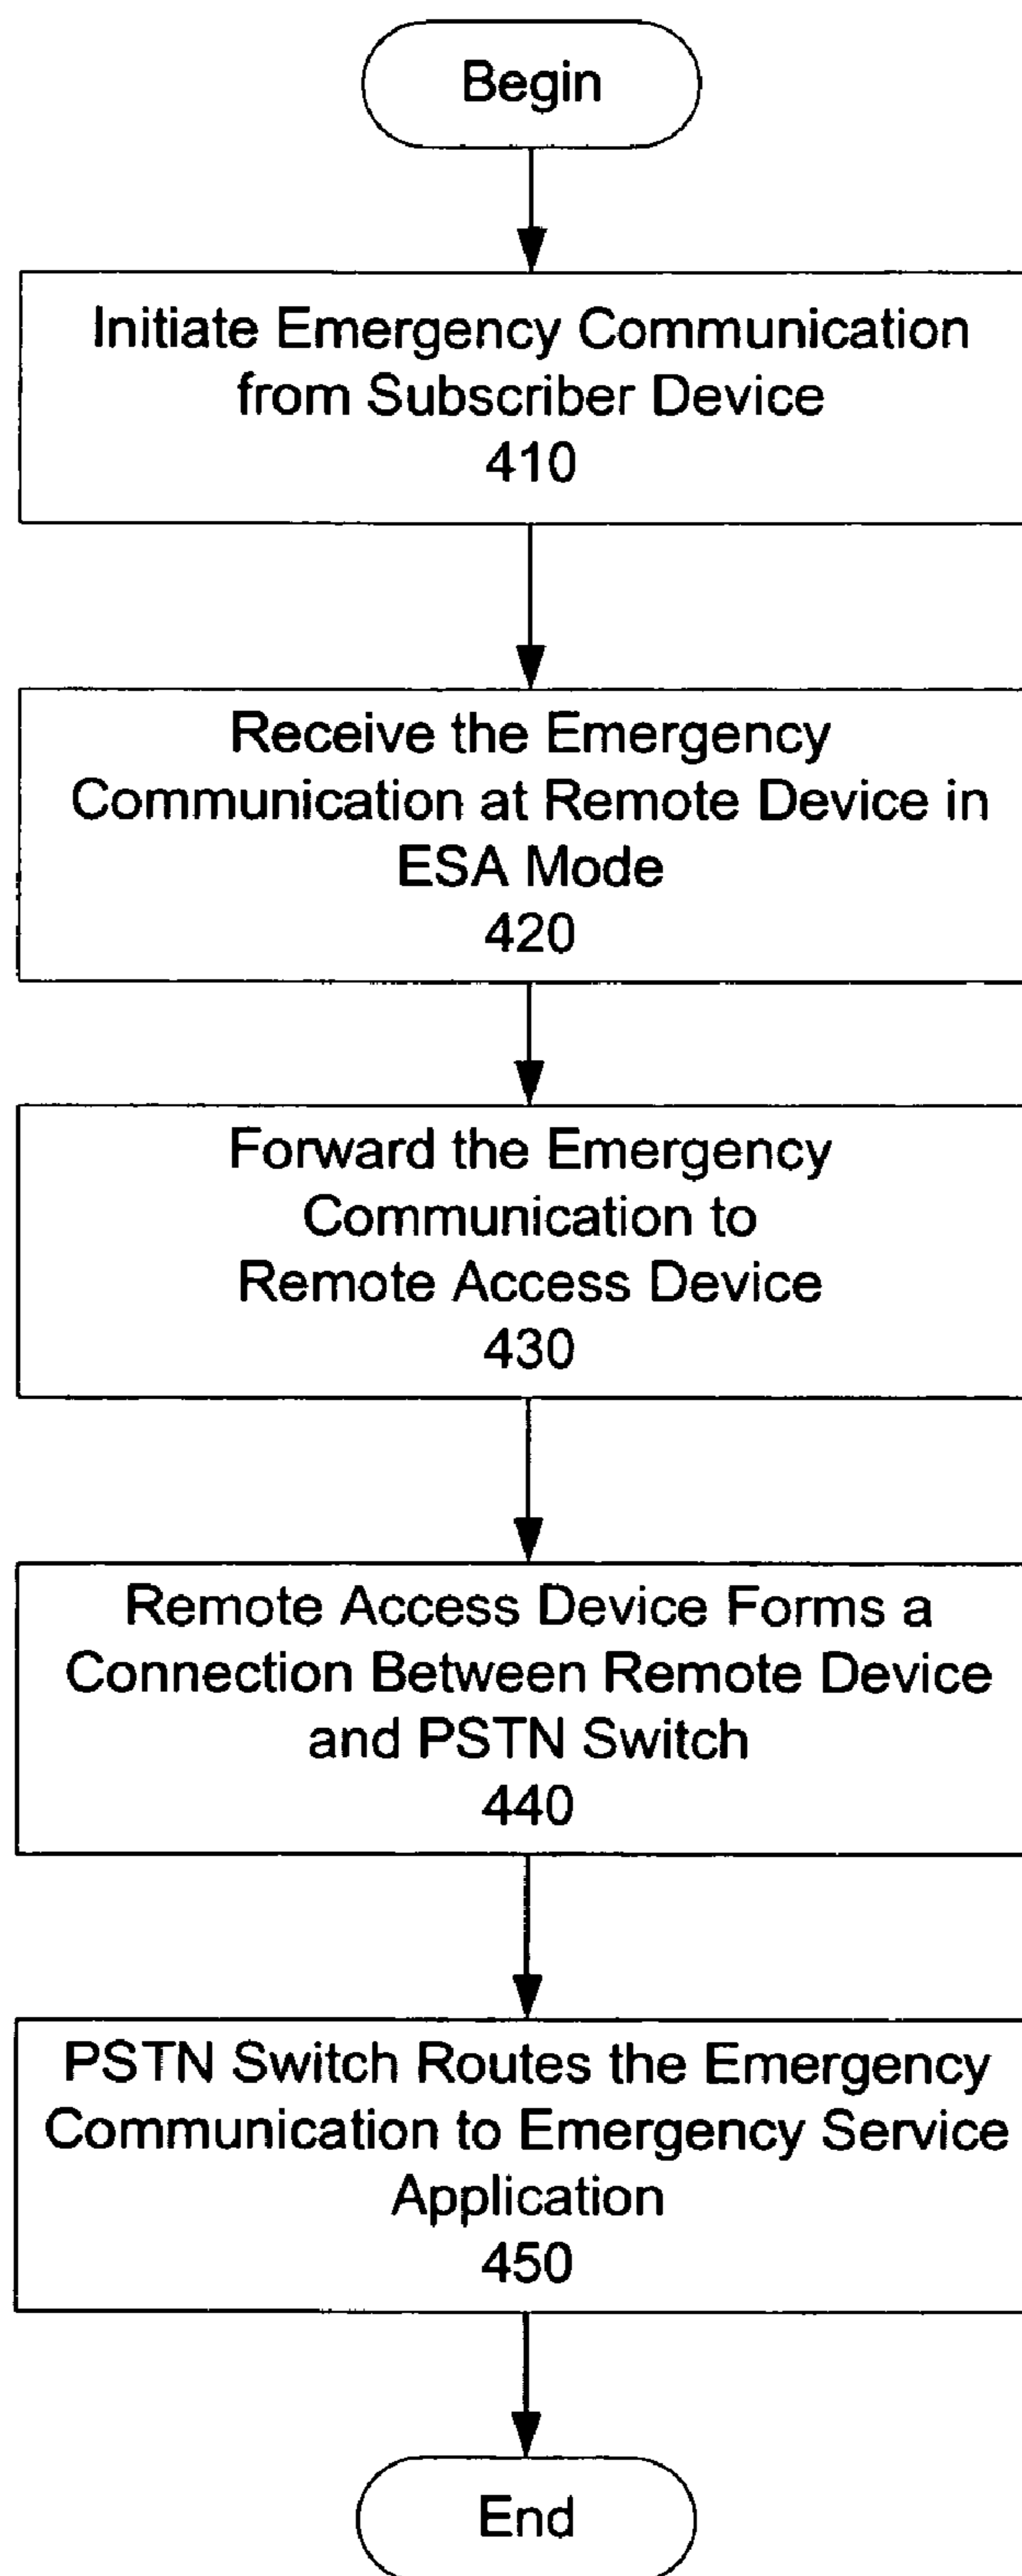 Begin
Initiate Emergency Communication
from Subscriber Device
410
Receive the Emergency
Communication at Remote Device in
ESA Mode
420
Forward the Emergency
Communication to
Remote Access Device
430
Remote Access Device Forms a
Connection Between Remote Device
and PSTN Switch
440
PSTN Switch Routes the Emergency
Communication to Emergency Service
Application
450
End